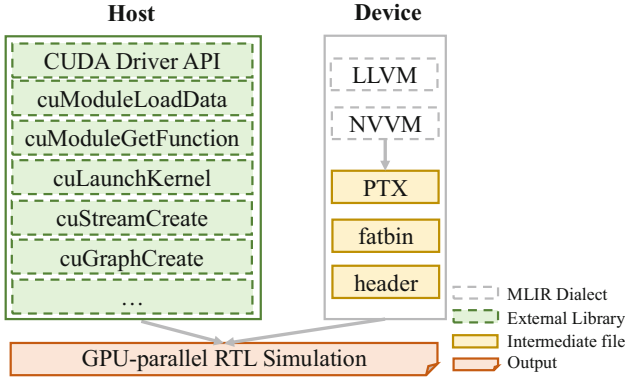 Host
CUDA Driver API
cuModuleLoadData
cuModuleGetFunction
cuLaunchKernel
cuStreamCreate
cuGraphCreate
...
Device
LLVM
NVVM
PTX
fatbin
header
GPU-parallel RTL Simulation
MLIR Dialect
External Library
Intermediate file
Output